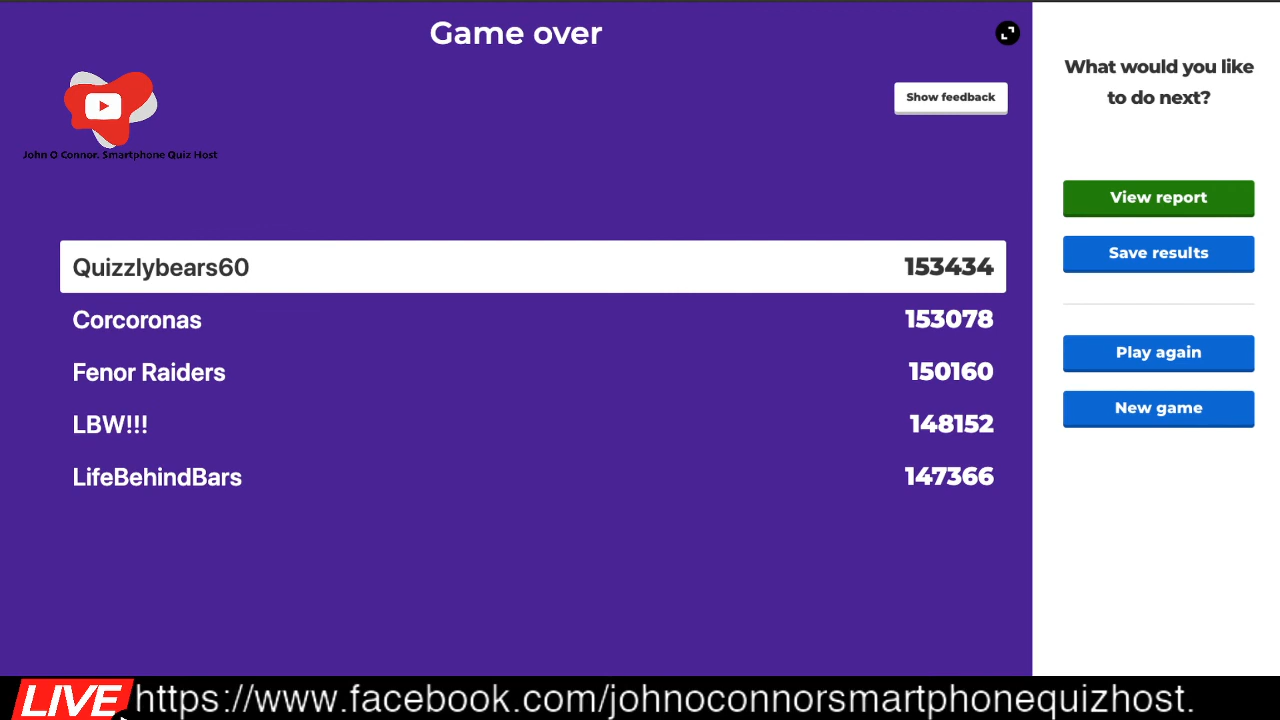 Game over
What would you like
to do next?
Show feedback
John O Connor. Smartphone Quiz Host
View report
Save results
Quizzlybears60 153434
Corcoronas 153078
Fenor Raiders 150160
LBW!!! 148152
LifeBehindBars 147366
Play again
New game
LIVE https://www.facebook.com/johnoconnorsmartphonequizhost.